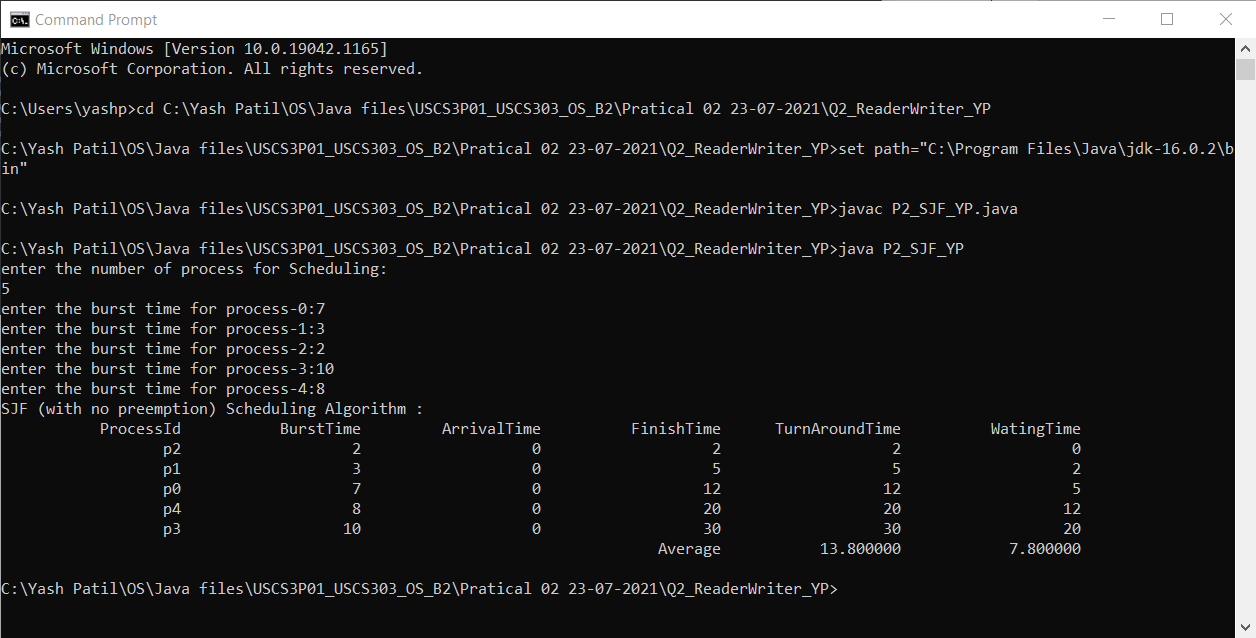 Command Prompt
Microsoft Windows [Version 10.0.19042.1165]
(c) Microsoft Corporation. All rights reserved.
C:\Users\yashp>cd C:\Yash Patil\OS\Java files\USCS3P01_USCS303_OS_B2\Pratical 02 23-07-2021\Q2_ReaderWriter_YP
C:\Yash Patil\OS\Java files\USCS3P01_USCS303_OS_B2\Pratical 02 23-07-2021\Q2_ReaderWriter_YP>set path="C:\Program Files\Java\jdk-16.0.2\b
in"
C:\Yash Patil\OS\Java files\USCS3P01_USCS303_OS_B2\Pratical 02 23-07-2021\Q2_ReaderWriter_YP>javac P2_SJF_YP.java
C:\Yash Patil\OS\Java files\USCS3P01_USCS303_OS_B2\Pratical 02 23-07-2021\Q2_ReaderWriter_YP>java P2_SJF_YP
enter the number of process for Scheduling:
5
enter the burst time for process-0:7
enter the burst time for process-1:3
enter the burst time for process-2:2
enter the burst time for process-3:10
enter the burst time for process-4:8
SJF (with no preemption) Scheduling Algorithm :
ProcessId BurstTime ArrivalTime FinishTime TurnAroundTime WatingTime
p2 2 0 2 2 0
p1 3 0 5 5 2
p0 7 0 12 12 5
p4 8 0 20 20 12
p3 10 0 30 30 20
Average 13.800000 7.800000
C:\Yash Patil\OS\Java files\USCS3P01_USCS303_OS_B2\Pratical 02 23-07-2021\Q2_ReaderWriter_YP>